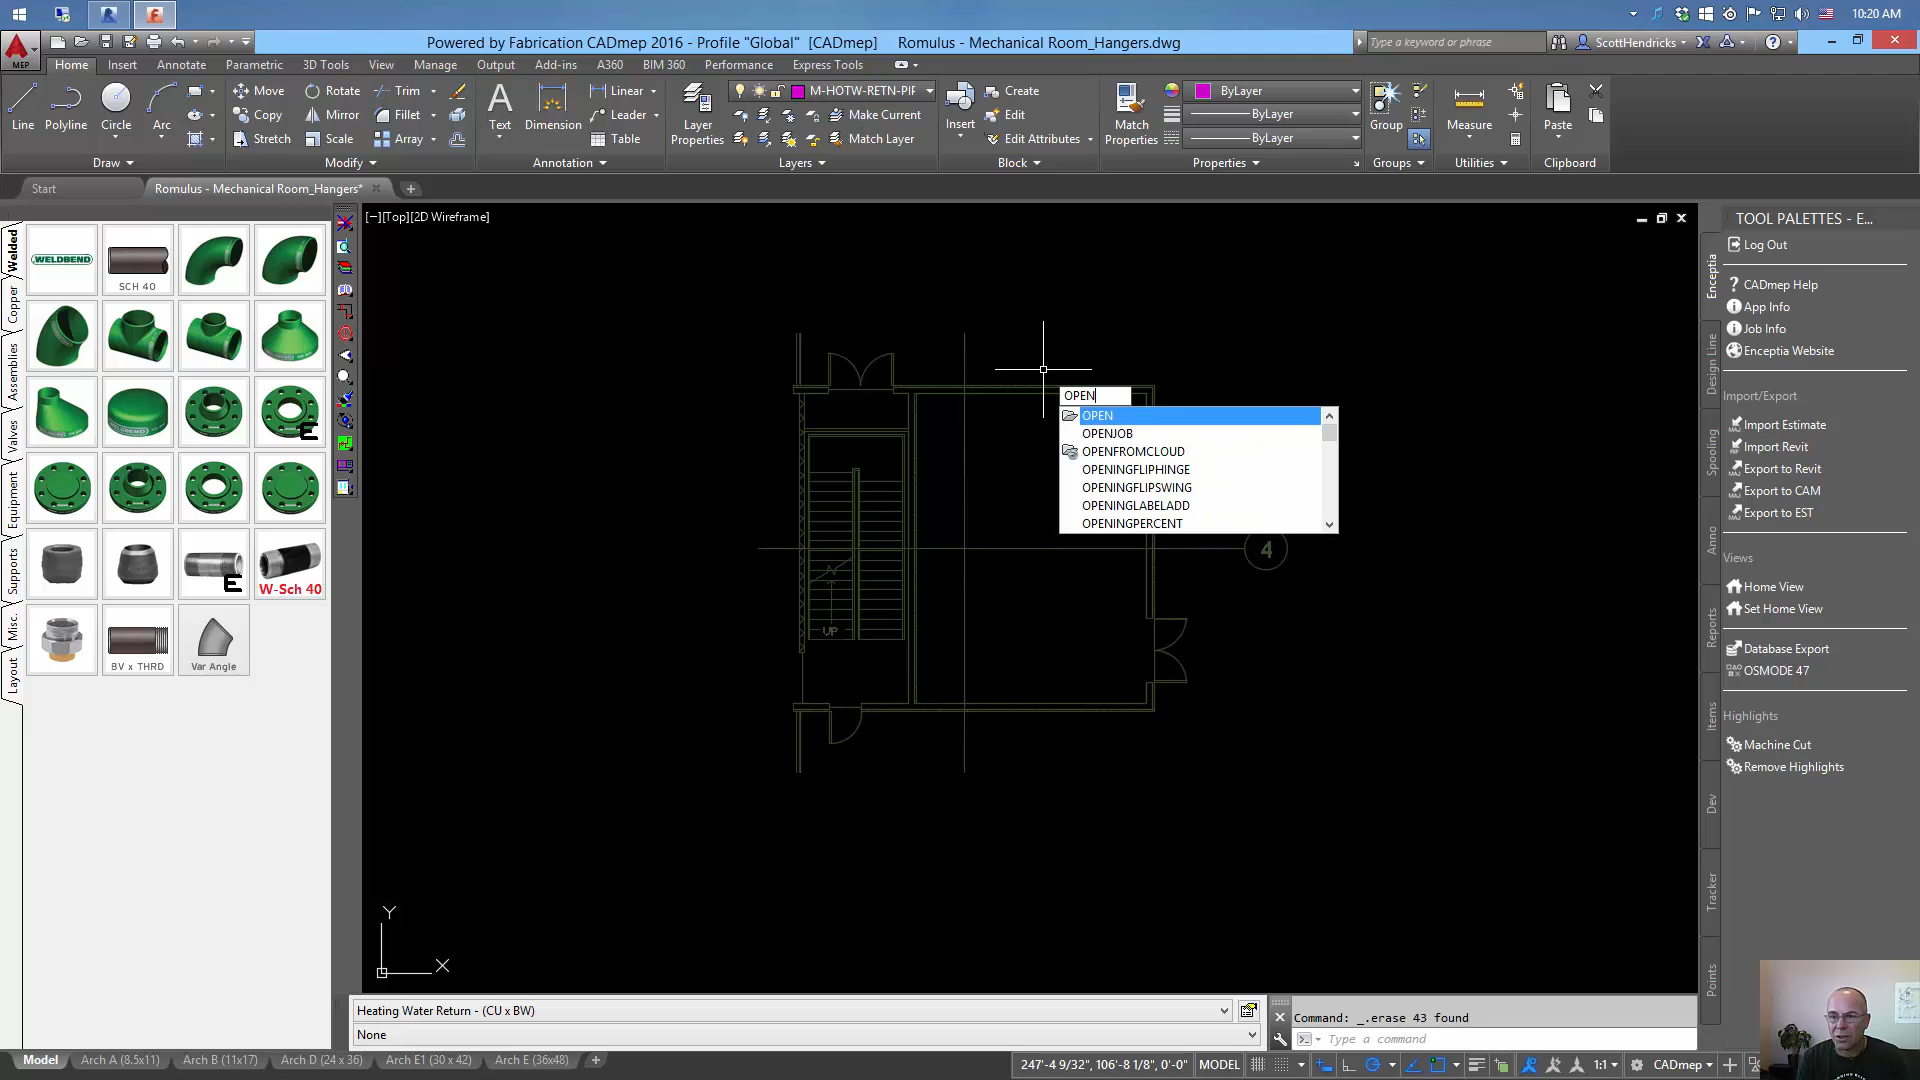 10:20 AM
MEP
Powered by Fabrication CADmep 2016 - Profile "Global" [CADmep] Romulus - Mechanical Room_Hangers.dwg
Type a keyword or phrase
ScottHendricks
Home Insert Annotate Parametric 3D Tools View Manage Output Add-ins A360 BIM 360 Performance Express Tools
Line Polyline Circle Arc
Move Rotate Trim
Copy Mirror Fillet
Stretch Scale Array
Text Dimension
Linear
Leader
Table
Layer Properties
M-HOTW-RETN-PIF
Make Current
Match Layer
Insert
Create
Edit
Edit Attributes
Match Properties
ByLayer
ByLayer
ByLayer
Group
Measure
Paste
Draw Modify Annotation Layers Block Properties Groups Utilities Clipboard
Start
Romulus - Mechanical Room_Hangers*
[−][Top][2D Wireframe]
Welded
Copper
Assemblies
Valves
Equipment
Supports
Misc.
Layout
WELDBEND
SCH 40
E
E
W-Sch 40
BV x THRD
Var Angle
OPEN
OPEN
OPENJOB
OPENFROMCLOUD
OPENINGFLIPHINGE
OPENINGFLIPSWING
OPENINGLABELADD
OPENINGPERCENT
4
UP
Y
X
TOOL PALETTES - E...
Enceptia
Design Line
Spooling
Anno
Reports
Items
Dev
Tracker
Points
Log Out
CADmep Help
App Info
Job Info
Enceptia Website
Import/Export
Import Estimate
Import Revit
Export to Revit
Export to CAM
Export to EST
Views
Home View
Set Home View
Database Export
OSMODE 47
Highlights
Machine Cut
Remove Highlights
Heating Water Return - (CU x BW)
None
Command: _.erase 43 found
Type a command
Model Arch A (8.5x11) Arch B (11x17) Arch D (24 x 36) Arch E1 (30 x 42) Arch E (36x48)
247'-4 9/32", 106'-8 1/8", 0'-0" MODEL
1:1
CADmep